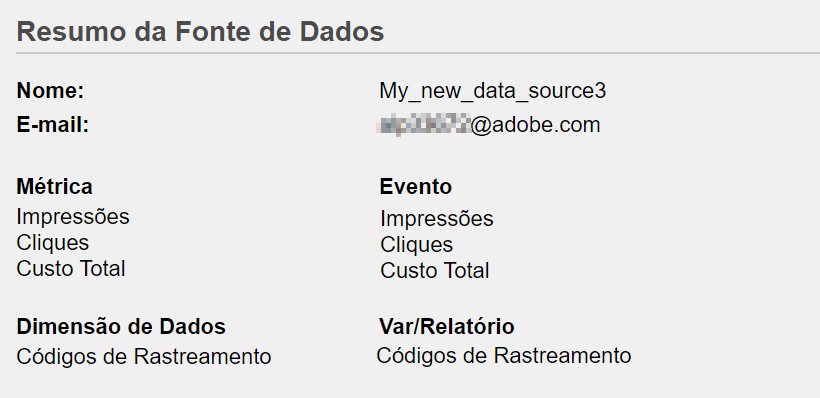 Resumo da Fonte de Dados
Nome: My_new_data_source3
E-mail: @adobe.com
Métrica Evento
Impressões Impressões
Cliques Cliques
Custo Total Custo Total
Dimensão de Dados Var/Relatório
Códigos de Rastreamento Códigos de Rastreamento